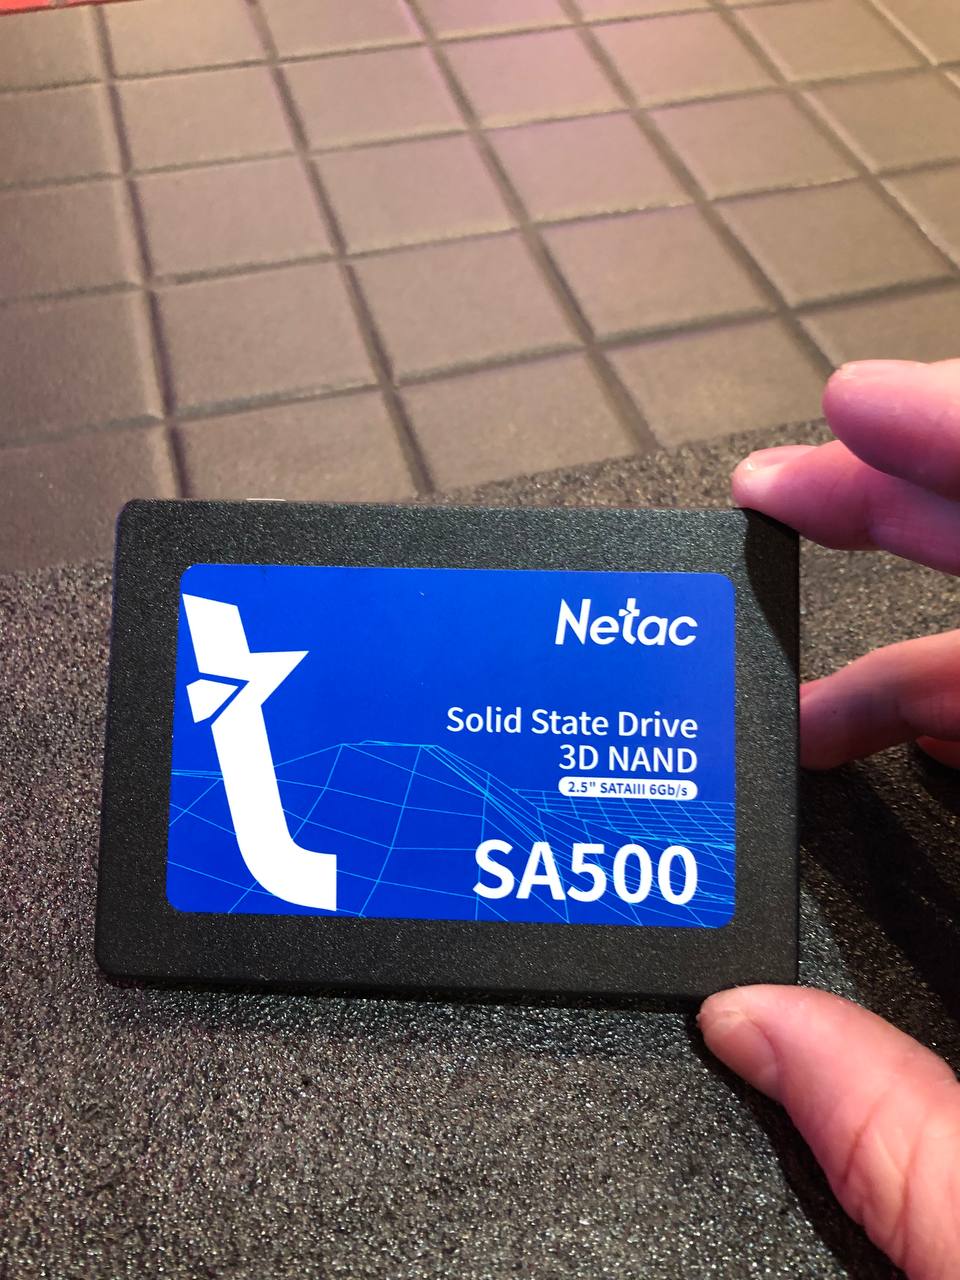 Netac
Solid State Drive
3D NAND
2.5" SATAIII 6Gb/s
SA500